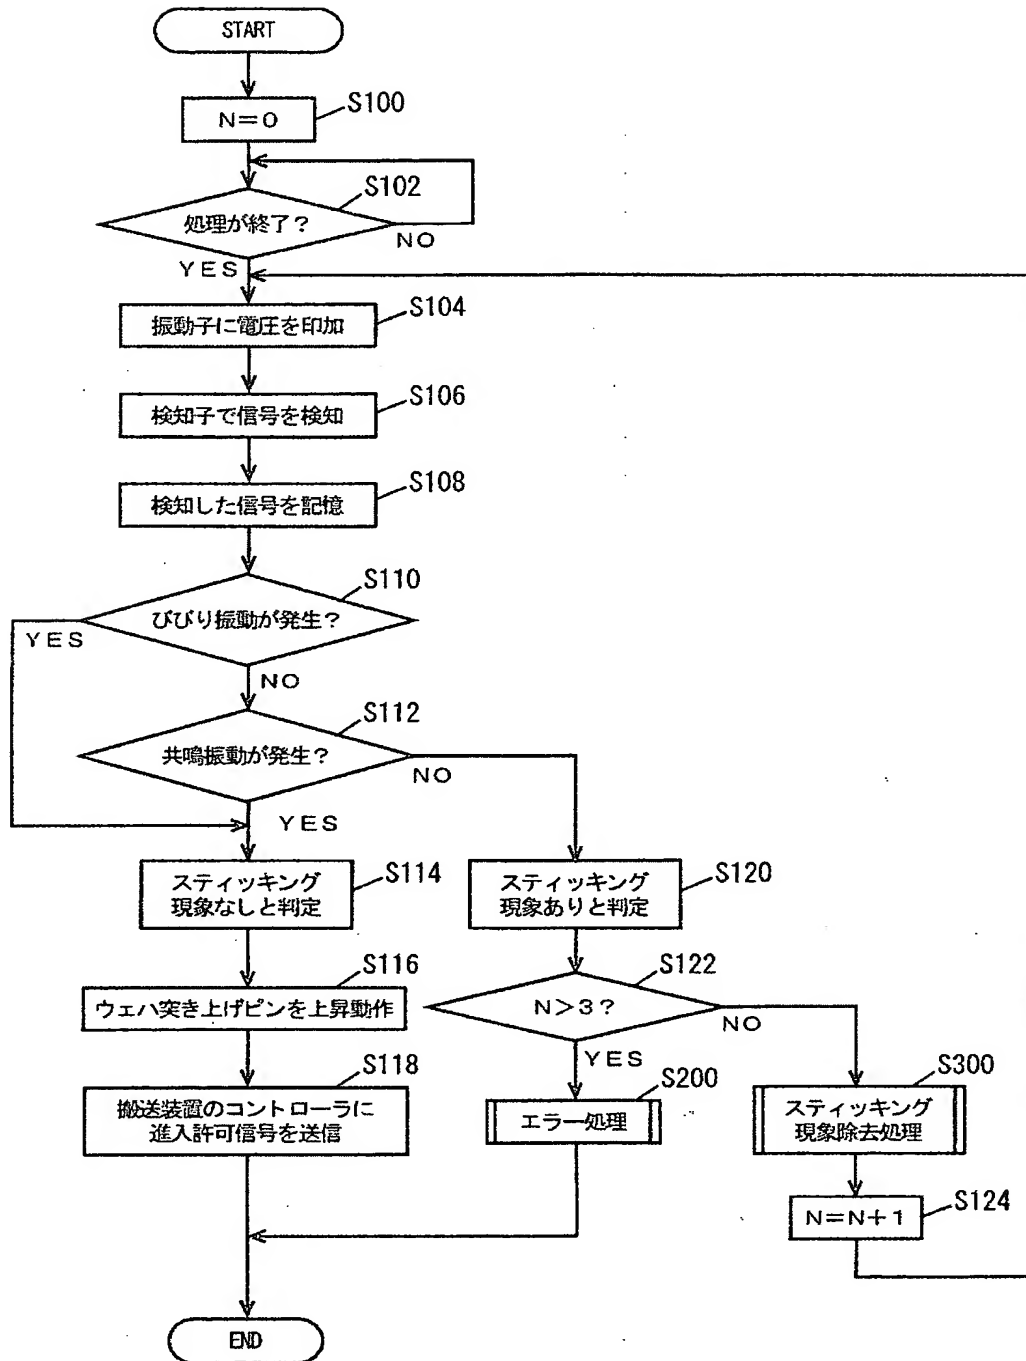 START
S100
N=0
S102
処理が終了?
NO
YES
S104
振動子に電圧を印加
S106
検知子で信号を検知
S108
検知した信号を記憶
S110
びびり振動が発生?
YES
NO
S112
共鳴振動が発生?
NO
YES
S114
スティッキング
現象なしと判定
S120
スティッキング
現象ありと判定
S116
ウェハ突き上げピンを上昇動作
S122
N>3?
NO
YES
S118
搬送装置のコントローラに
進入許可信号を送信
S200
エラー処理
S300
スティッキング
現象除去処理
S124
N=N+1
END